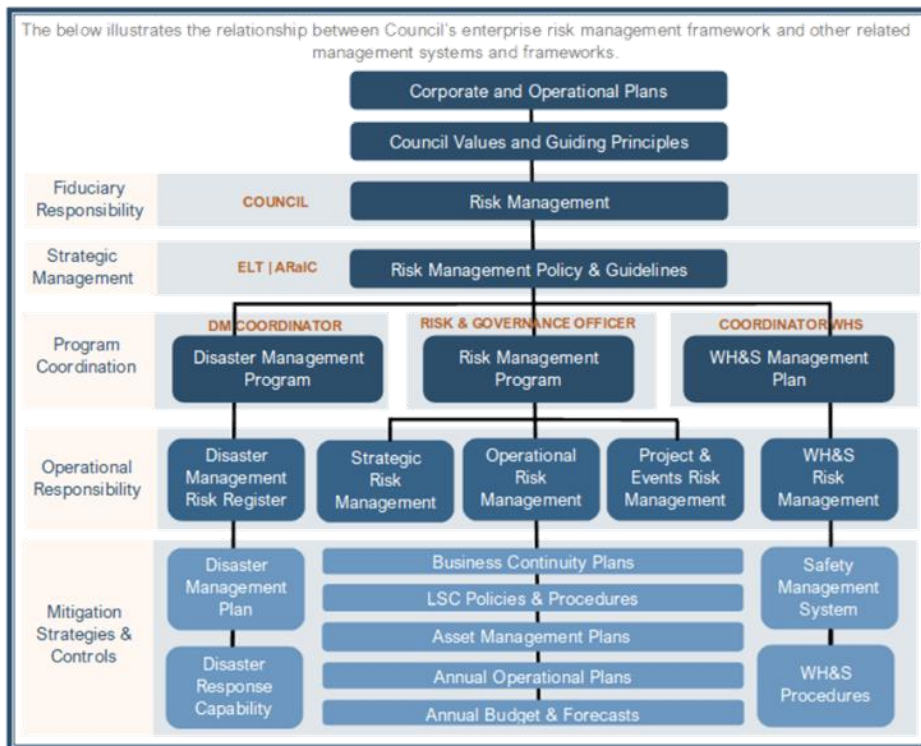 The below illustrates the relationship between Council's enterprise risk management framework and other related
management systems and frameworks.
Corporate and Operational Plans
Council Values and Guiding Principles
Fiduciary
Responsibility
COUNCIL
Risk Management
Strategic
Management
ELT | ARaIC
Risk Management Policy & Guidelines
Program
Coordination
DM COORDINATOR
Disaster Management
Program
RISK & GOVERNANCE OFFICER
Risk Management
Program
COORDINATOR WHS
WH&S Management
Plan
Operational
Responsibility
Disaster
Management
Risk Register
Strategic
Risk
Management
Operational
Risk
Management
Project &
Events Risk
Management
WH&S
Risk
Management
Mitigation
Strategies &
Controls
Disaster
Management
Plan
Disaster
Response
Capability
Business Continuity Plans
LSC Policies & Procedures
Asset Management Plans
Annual Operational Plans
Annual Budget & Forecasts
Safety
Management
System
WH&S
Procedures